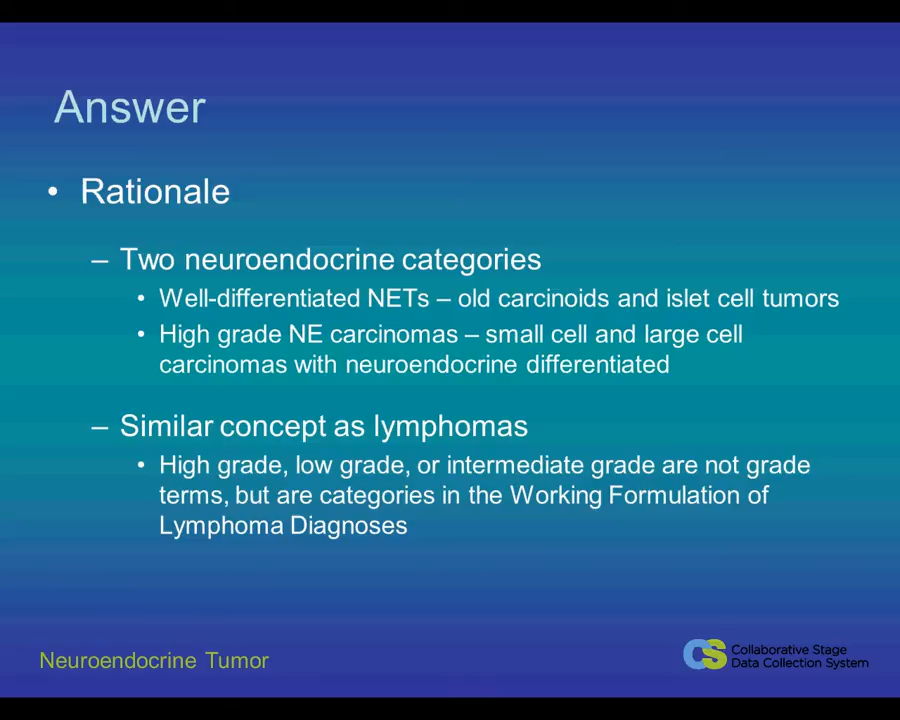 Answer
• Rationale
– Two neuroendocrine categories
• Well-differentiated NETs – old carcinoids and islet cell tumors
• High grade NE carcinomas – small cell and large cell
carcinomas with neuroendocrine differentiated
– Similar concept as lymphomas
• High grade, low grade, or intermediate grade are not grade
terms, but are categories in the Working Formulation of
Lymphoma Diagnoses
Neuroendocrine Tumor
CS Collaborative Stage
Data Collection System